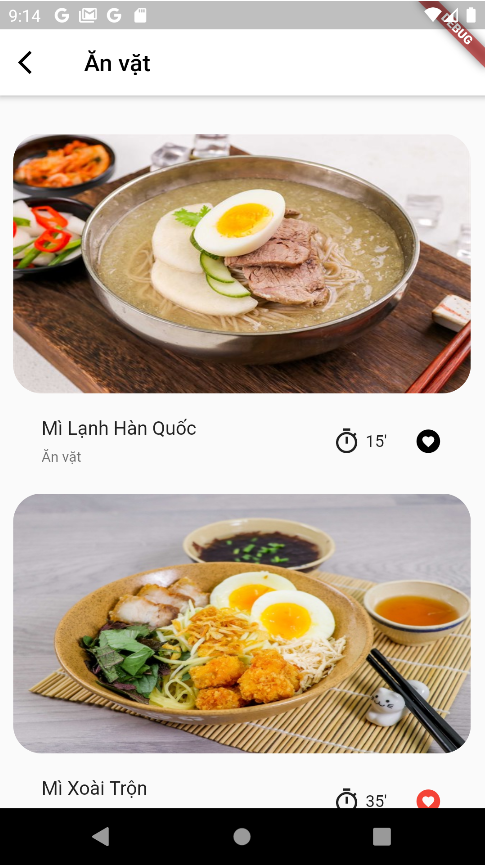 9:14
DEBUG
Ăn vặt
Mì Lạnh Hàn Quốc
Ăn vặt
15'
Mì Xoài Trộn
35'